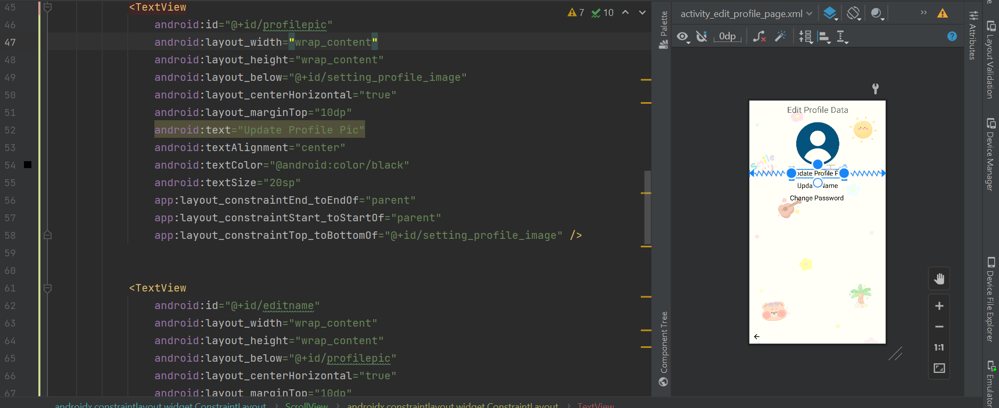 45 <TextView
46 android:id="@+id/profilepic"
47 android:layout_width="wrap_content"
48 android:layout_height="wrap_content"
49 android:layout_below="@+id/setting_profile_image"
50 android:layout_centerHorizontal="true"
51 android:layout_marginTop="10dp"
52 android:text="Update Profile Pic"
53 android:textAlignment="center"
54 android:textColor="@android:color/black"
55 android:textSize="20sp"
56 app:layout_constraintEnd_toEndOf="parent"
57 app:layout_constraintStart_toStartOf="parent"
58 app:layout_constraintTop_toBottomOf="@+id/setting_profile_image" />
59
60
61 <TextView
62 android:id="@+id/editname"
63 android:layout_width="wrap_content"
64 android:layout_height="wrap_content"
65 android:layout_below="@+id/profilepic"
66 android:layout_centerHorizontal="true"
67 android:layout_marginTop="10dp"
androidx.constraintlayout.widget.ConstraintLayout > ScrollView > androidx.constraintlayout.widget.ConstraintLayout > TextView
7 10
Palette
Component Tree
activity_edit_profile_page.xml
0dp
?
Edit Profile Data
smile
pdate Profile P
Upda Name
Change Password
1:1
Attributes
Layout Validation
Device Manager
Device File Explorer
Emulator